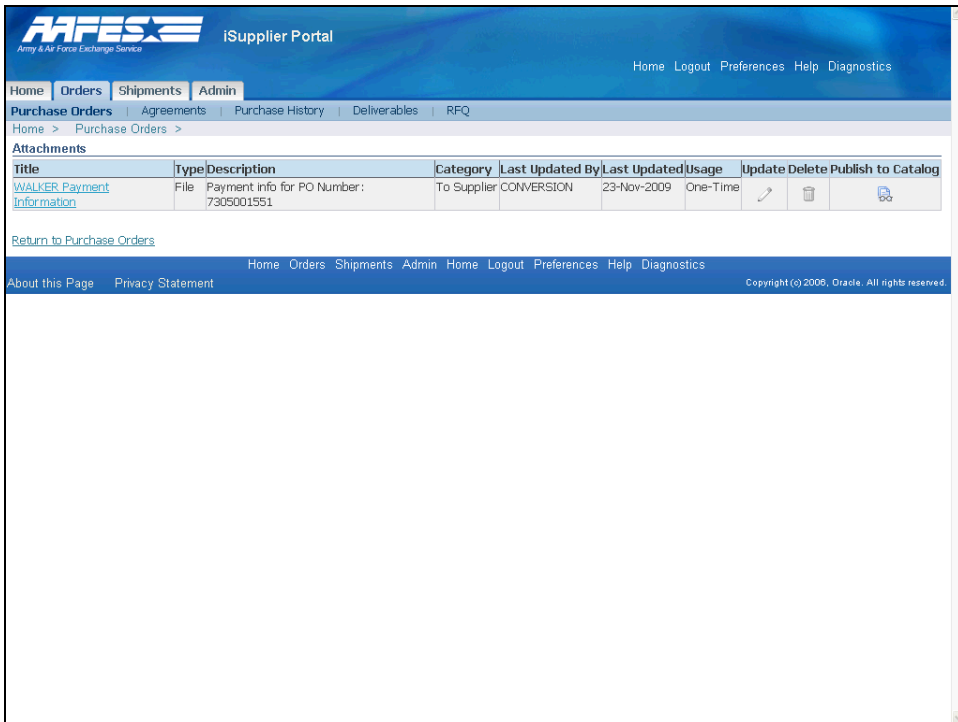 AAFES
Army & Air Force Exchange Service
iSupplier Portal
Home Logout Preferences Help Diagnostics
Home Orders Shipments Admin
Purchase Orders | Agreements | Purchase History | Deliverables | RFQ
Home > Purchase Orders >
Attachments
Title Type Description Category Last Updated By Last Updated Usage Update Delete Publish to Catalog
WALKER Payment File Payment info for PO Number: To Supplier CONVERSION 23-Nov-2009 One-Time
Information 7305001551
Return to Purchase Orders
Home Orders Shipments Admin Home Logout Preferences Help Diagnostics
About this Page Privacy Statement Copyright (c) 2006, Oracle. All rights reserved.